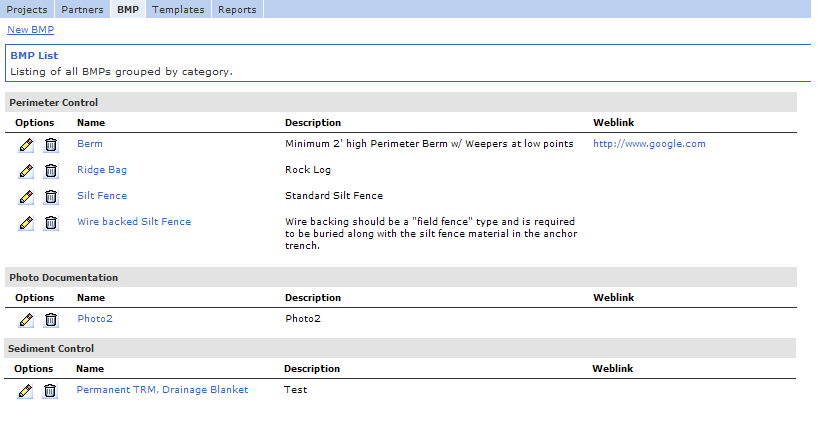 Projects Partners BMP Templates Reports
New BMP
BMP List
Listing of all BMPs grouped by category.
Perimeter Control
Options Name Description Weblink
Berm Minimum 2' high Perimeter Berm w/ Weepers at low points http://www.google.com
Ridge Bag Rock Log
Silt Fence Standard Silt Fence
Wire backed Silt Fence Wire backing should be a "field fence" type and is required
to be buried along with the silt fence material in the anchor
trench.
Photo Documentation
Options Name Description Weblink
Photo2 Photo2
Sediment Control
Options Name Description Weblink
Permanent TRM, Drainage Blanket Test